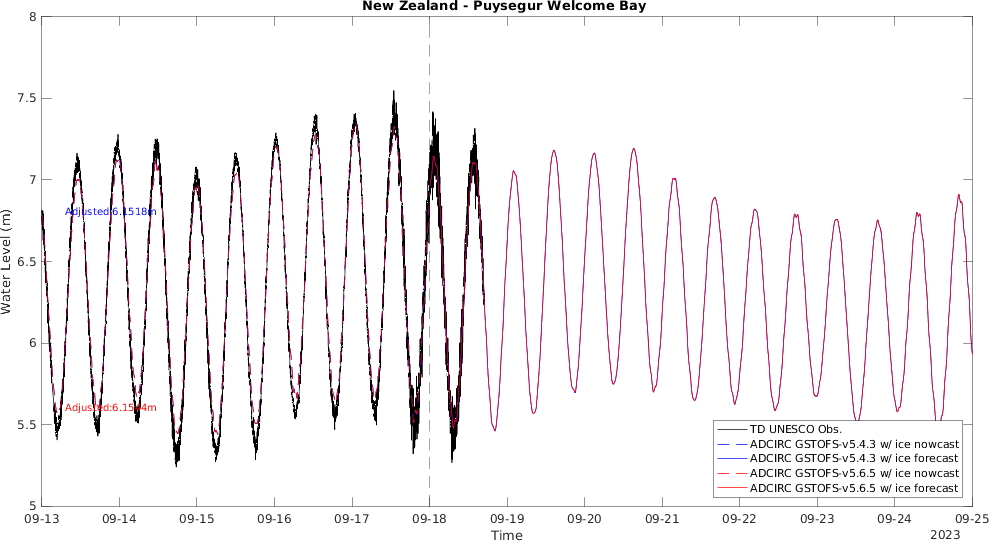 New Zealand - Puysegur Welcome Bay
8
7.5
7
6.5
6
5.5
5
Water Level (m)
Adjusted:6.1518m
TD UNESCO Obs.
ADCIRC GSTOFS-v5.4.3 w/ ice nowcast
ADCIRC GSTOFS-v5.4.3 w/ ice forecast
ADCIRC GSTOFS-v5.6.5 w/ ice nowcast
ADCIRC GSTOFS-v5.6.5 w/ ice forecast
09-13 09-14 09-15 09-16 09-17 09-18 09-19 09-20 09-21 09-22 09-23 09-24 09-25
Time
2023